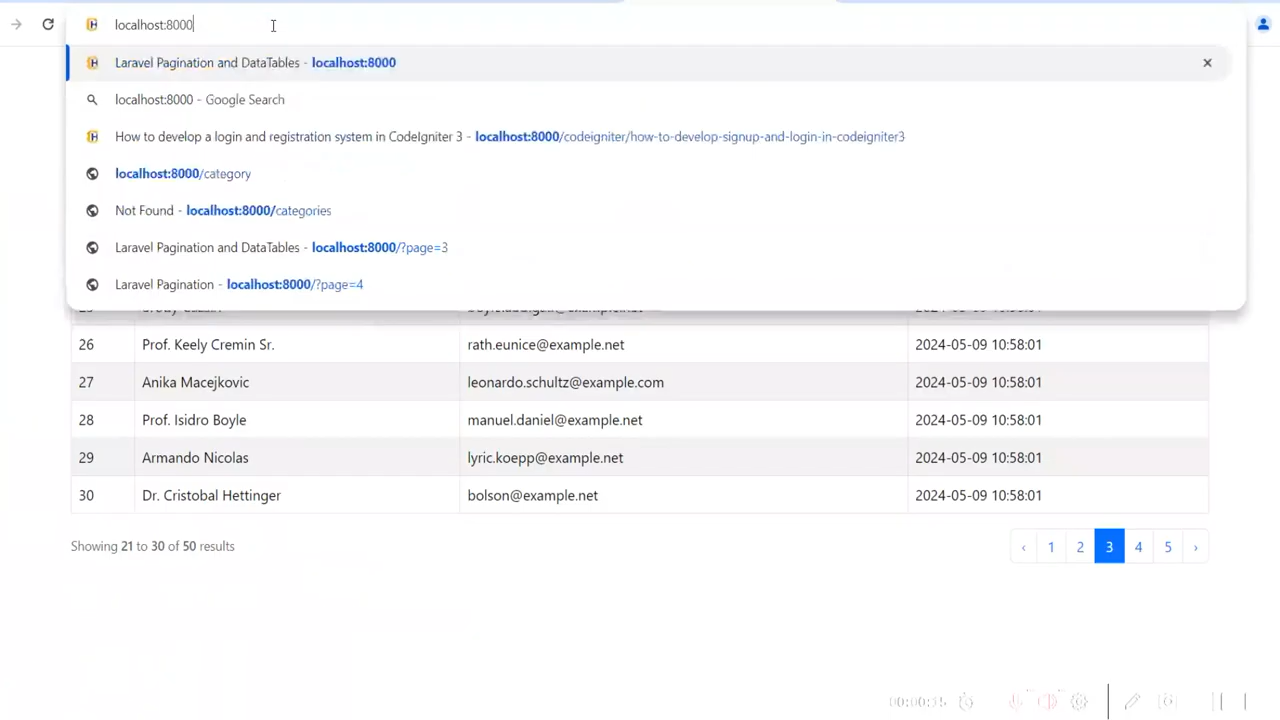 localhost:8000
Laravel Pagination and DataTables - localhost:8000
localhost:8000 - Google Search
How to develop a login and registration system in CodeIgniter 3 - localhost:8000/codeigniter/how-to-develop-signup-and-login-in-codeigniter3
localhost:8000/category
Not Found - localhost:8000/categories
Laravel Pagination and DataTables - localhost:8000/?page=3
Laravel Pagination - localhost:8000/?page=4
26 Prof. Keely Cremin Sr. rath.eunice@example.net 2024-05-09 10:58:01
27 Anika Macejkovic leonardo.schultz@example.com 2024-05-09 10:58:01
28 Prof. Isidro Boyle manuel.daniel@example.net 2024-05-09 10:58:01
29 Armando Nicolas lyric.koepp@example.net 2024-05-09 10:58:01
30 Dr. Cristobal Hettinger bolson@example.net 2024-05-09 10:58:01
Showing 21 to 30 of 50 results ‹ 1 2 3 4 5 ›